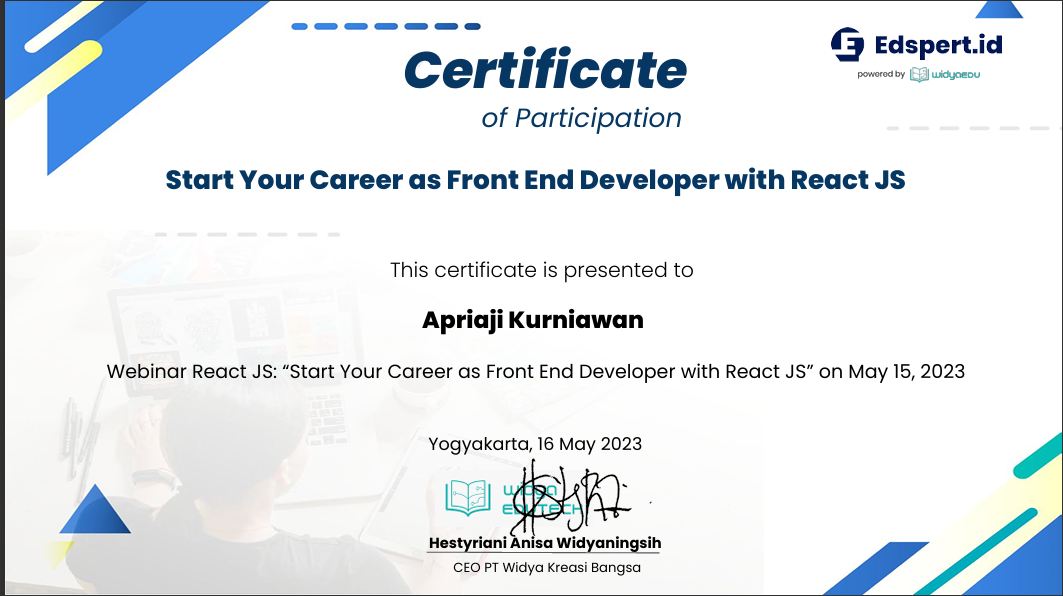 Certificate
of Participation
Edspert.id
powered by widyaEDU
Start Your Career as Front End Developer with React JS
This certificate is presented to
Apriaji Kurniawan
Webinar React JS: “Start Your Career as Front End Developer with React JS” on May 15, 2023
Yogyakarta, 16 May 2023
WIDYA
EDUTECH
Hestyriani Anisa Widyaningsih
CEO PT Widya Kreasi Bangsa